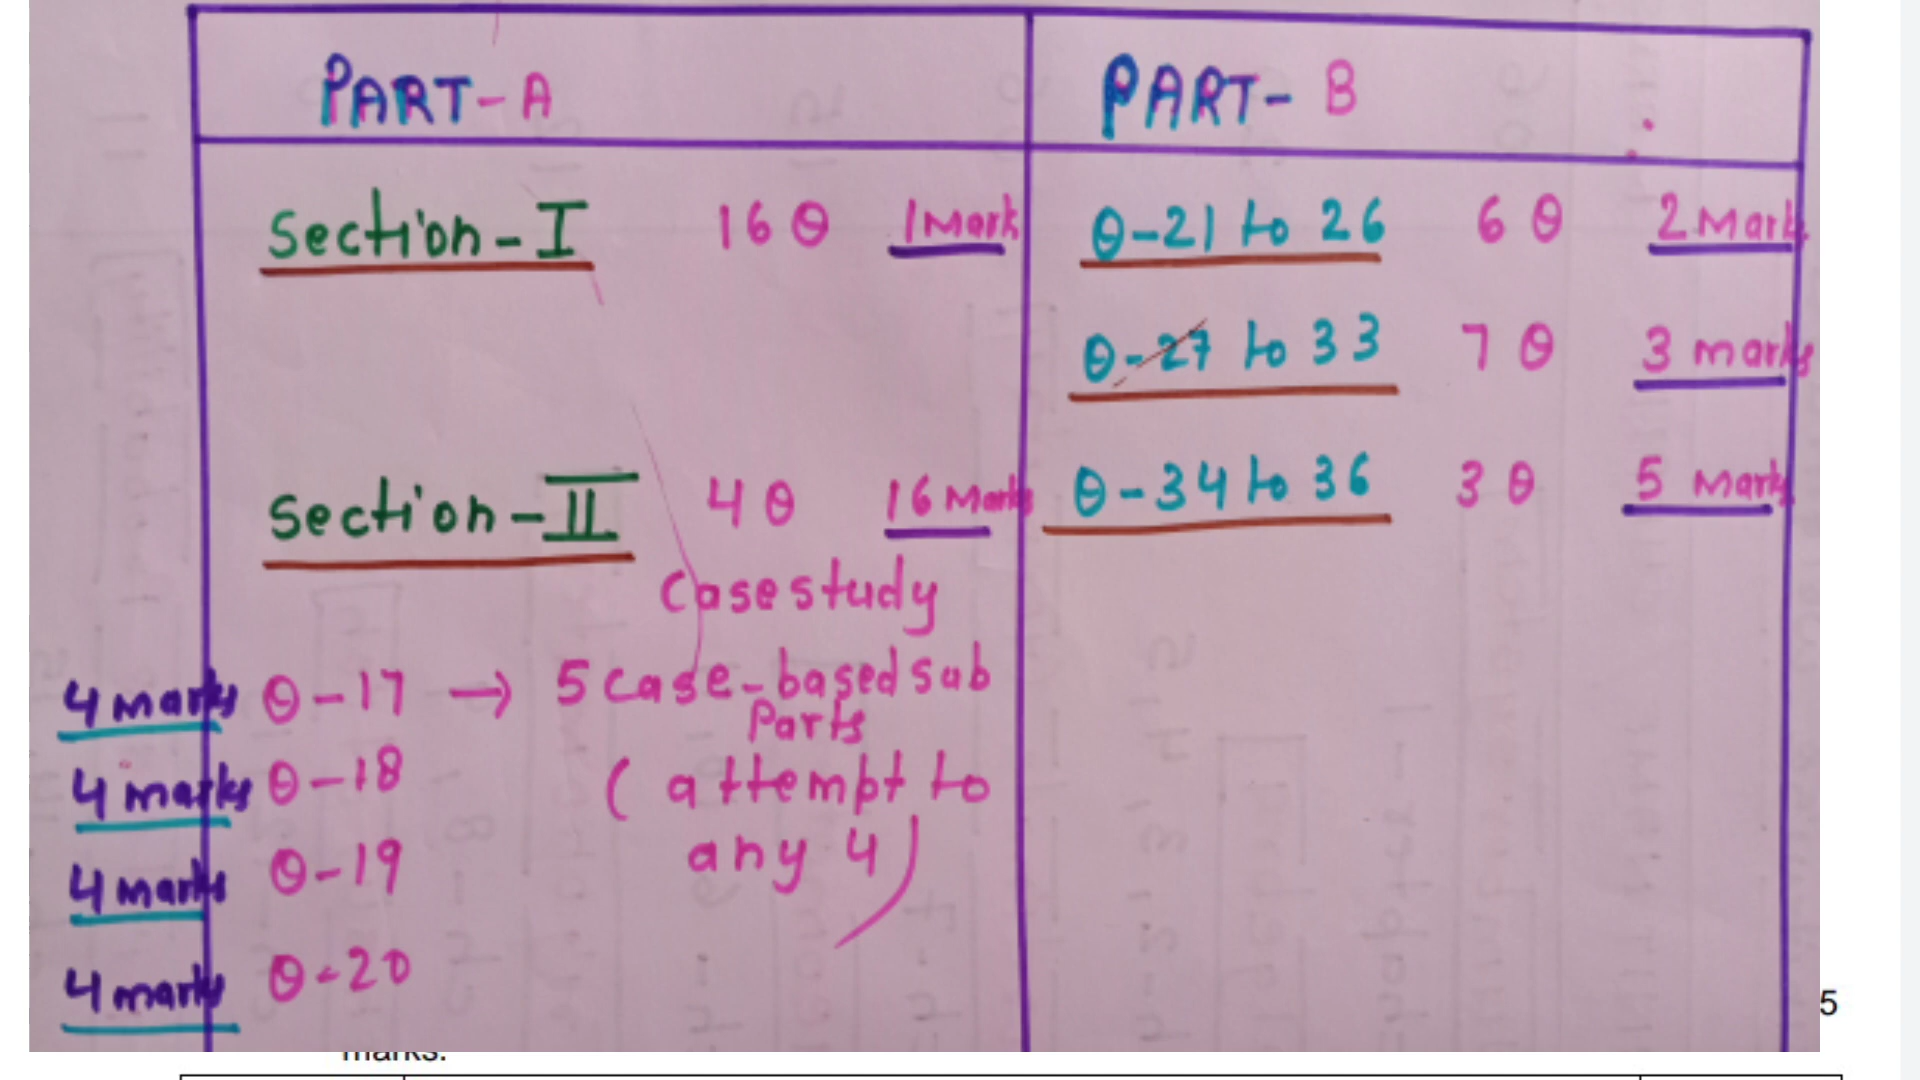 PART-A
PART-B
Section-I 16 Q 1 Mark
Section-II 4 Q 16 Marks
Case study
4 marks Q-17 → 5 case-based sub
Parts
4 marks Q-18 ( attempt to
any 4 )
4 marks Q-19
4 marks Q-20
Q-21 to 26 6 Q 2 Mark
Q-27 to 33 7 Q 3 marks
Q-34 to 36 3 Q 5 Mark
5
marks.